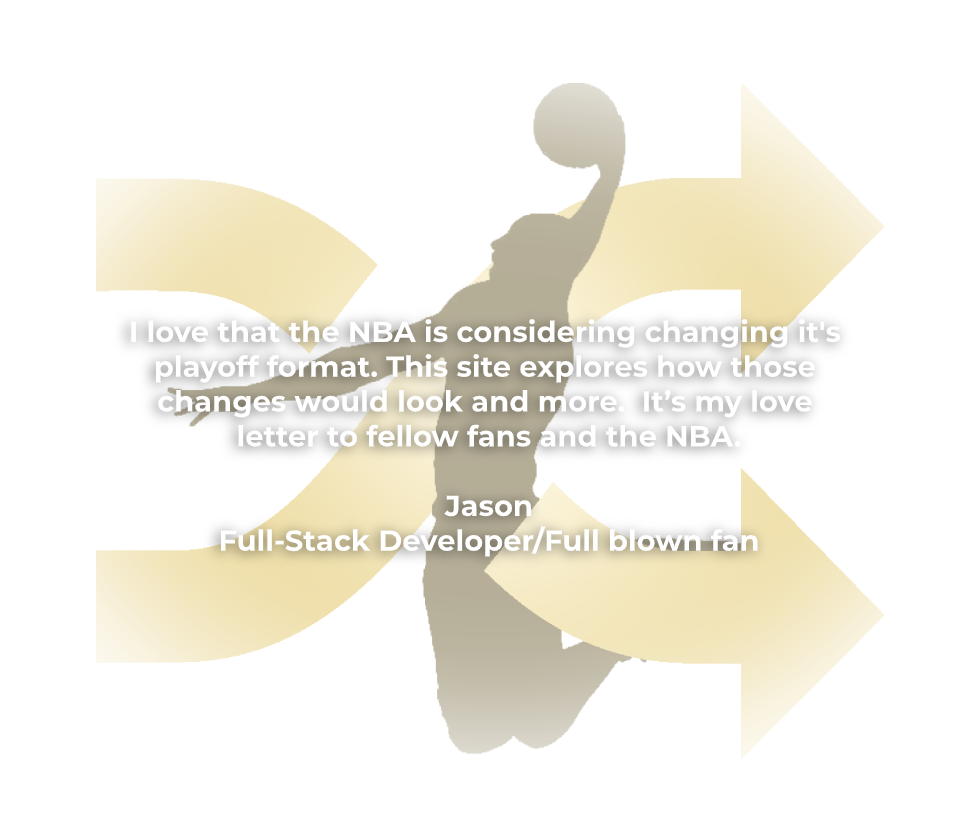 I love that the NBA is considering changing it's
playoff format. This site explores how those
changes would look and more.  It’s my love
letter to fellow fans and the NBA.
Jason
Full-Stack Developer/Full blown fan